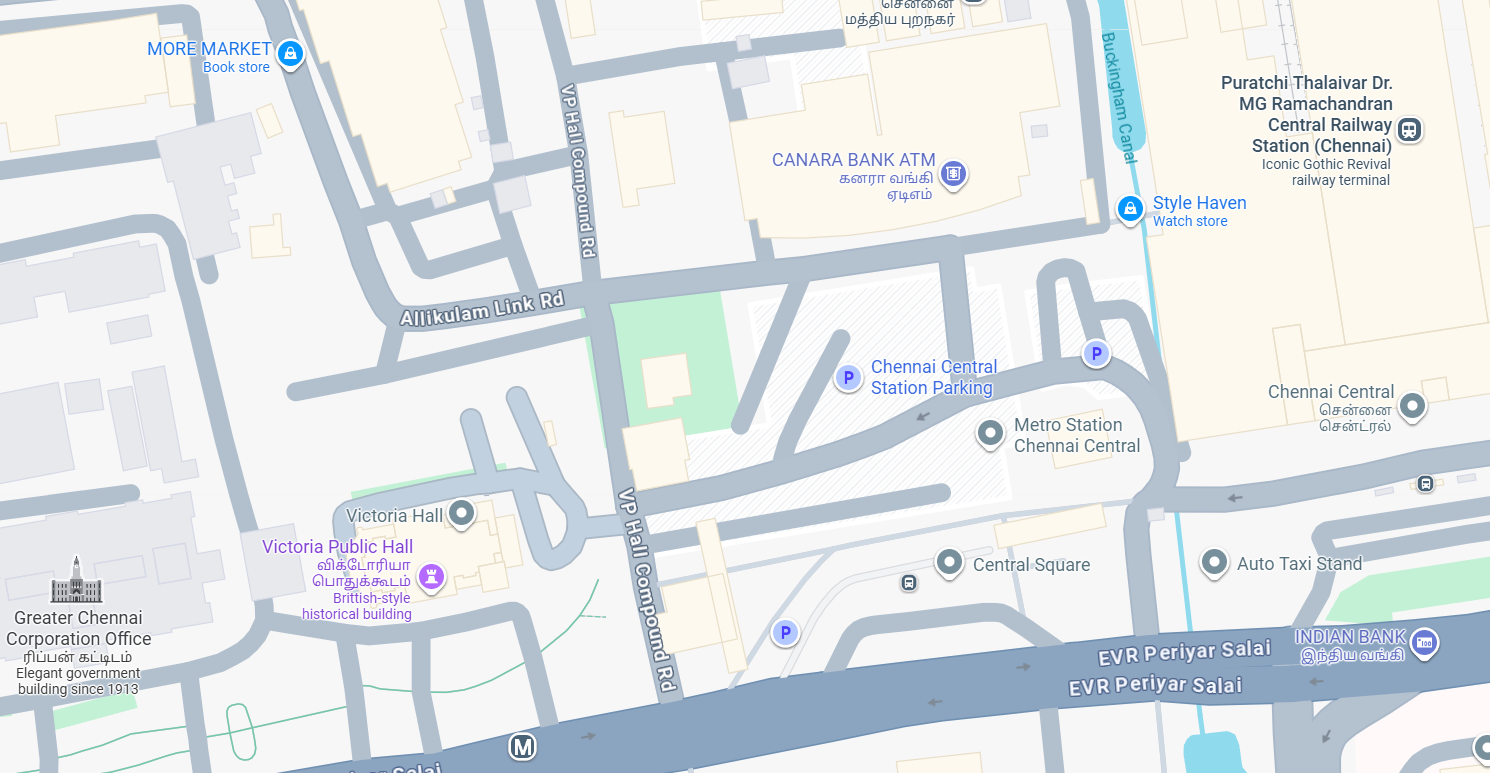 சென்னை
மத்திய புறநகர்
MORE MARKET
Book store
VP Hall Compound Rd
Buckingham Canal
Puratchi Thalaivar Dr.
MG Ramachandran
Central Railway
Station (Chennai)
Iconic Gothic Revival
railway terminal
CANARA BANK ATM
கனரா வங்கி
ஏடிஎம்
Style Haven
Watch store
Allikulam Link Rd
P
P
Chennai Central
Station Parking
Metro Station
Chennai Central
Chennai Central
சென்னை
சென்ட்ரல்
VP Hall Compound Rd
Victoria Hall
Victoria Public Hall
விக்டோரியா
பொதுக்கூடம்
Brittish-style
historical building
Central Square
Auto Taxi Stand
Greater Chennai
Corporation Office
ரிப்பன் கட்டிடம்
Elegant government
building since 1913
P
INDIAN BANK
இந்திய வங்கி
EVR Periyar Salai
EVR Periyar Salai
M
Salai